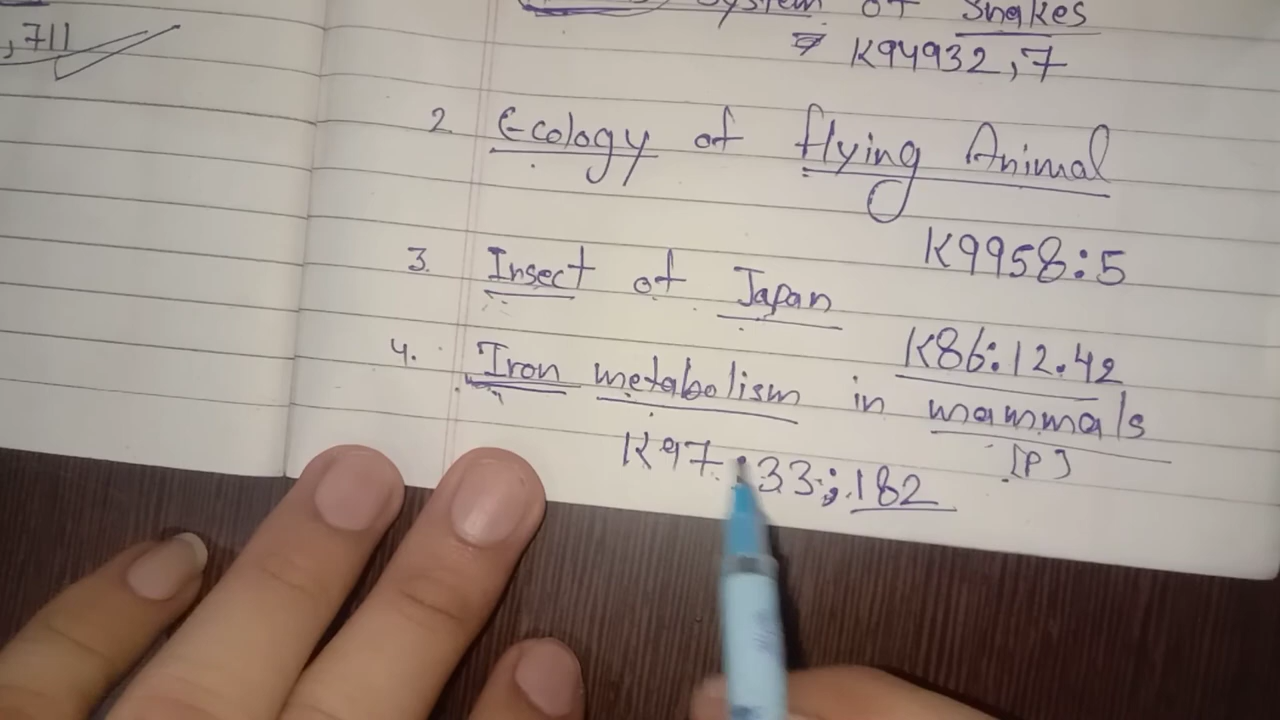 ,711
System of Snakes
K94932,7
2. Ecology of flying Animal
K9958:5
3. Insect of Japan
K86:12.42
4. Iron metabolism in mammals
[P]
K97:33;182